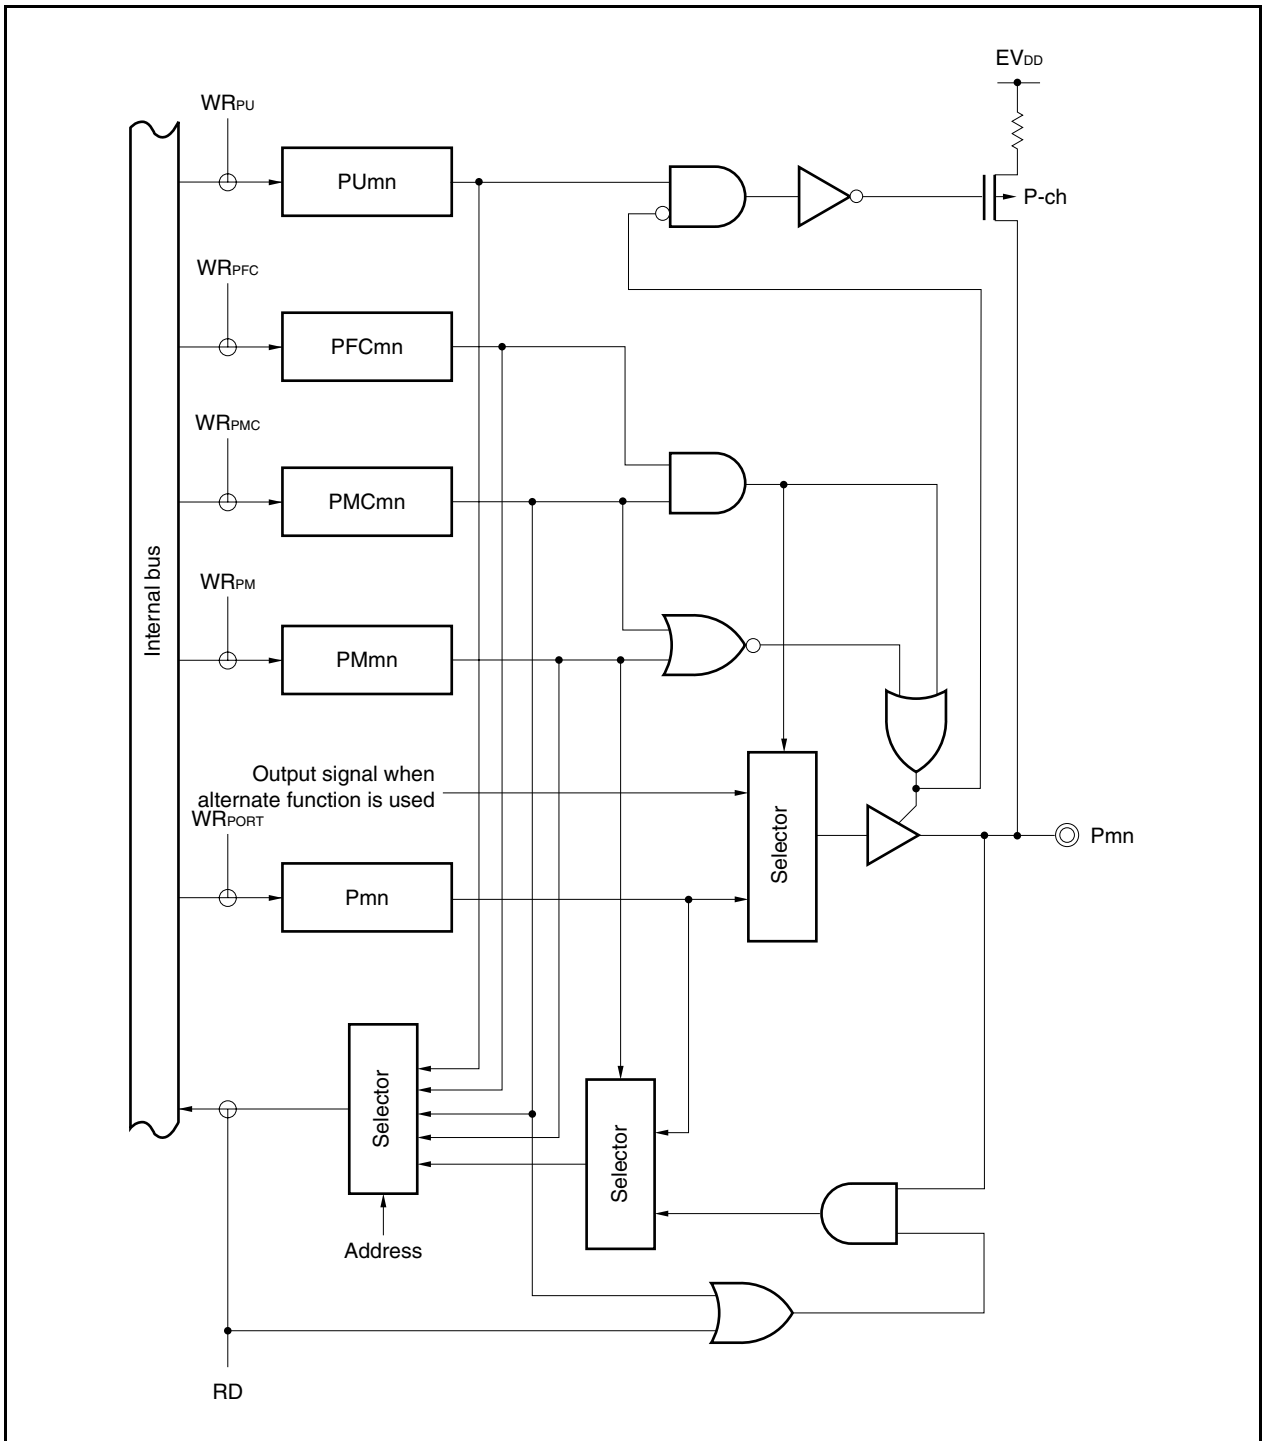 EVDD
WRPU
PUmn
P-ch
WRPFC
PFCmn
WRPMC
PMCmn
Internal bus
WRPM
PMmn
Output signal when
alternate function is used
WRPORT
Selector
Pmn
Pmn
Selector
Selector
Address
RD